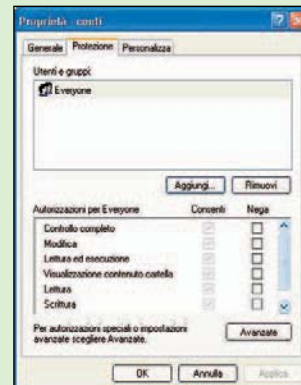 Proprietà - conti
Generale Protezione Personalizza
Utenti e gruppi:
Everyone
Aggiungi... Rimuovi
Autorizzazioni per Everyone Consenti Nega
Controllo completo
Modifica
Lettura ed esecuzione
Visualizzazione contenuto cartella
Lettura
Scrittura
Per autorizzazioni speciali o impostazioni
avanzate scegliere Avanzate.
Avanzate
OK Annulla Applica